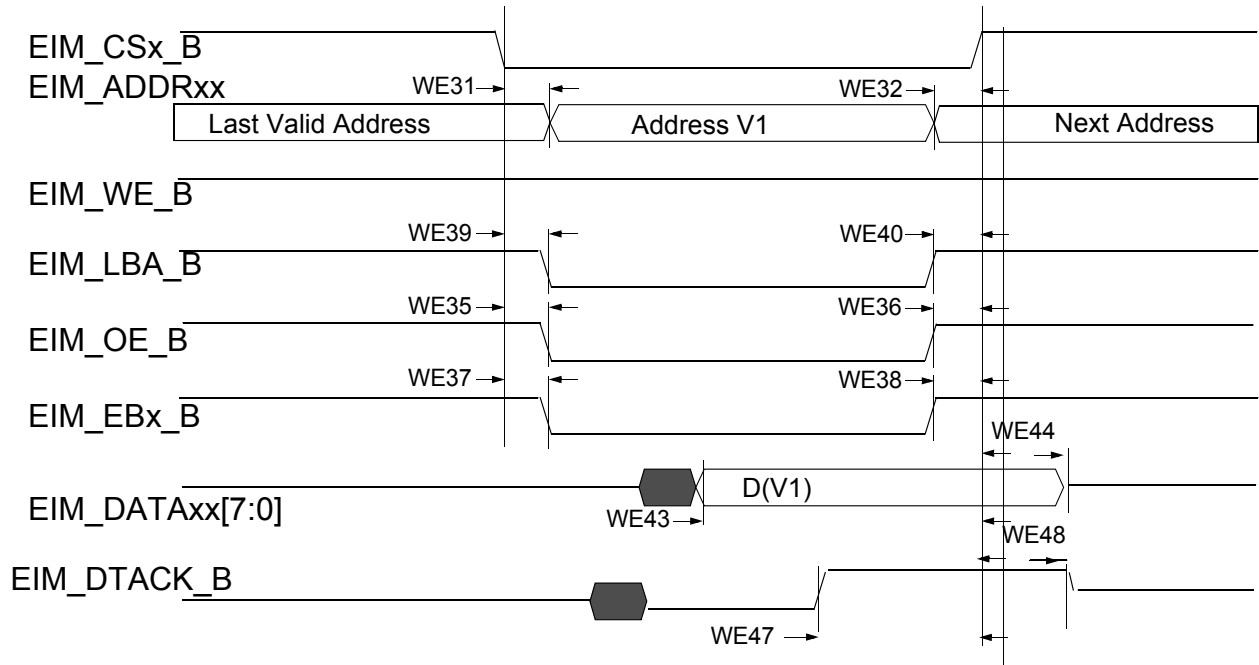 EIM_CSx_B
EIM_ADDRxx
WE31
WE32
Last Valid Address
Address V1
Next Address
EIM_WE_B
WE39
WE40
EIM_LBA_B
WE35
WE36
EIM_OE_B
WE37
WE38
EIM_EBx_B
WE44
D(V1)
EIM_DATAxx[7:0]
WE43
WE48
EIM_DTACK_B
WE47